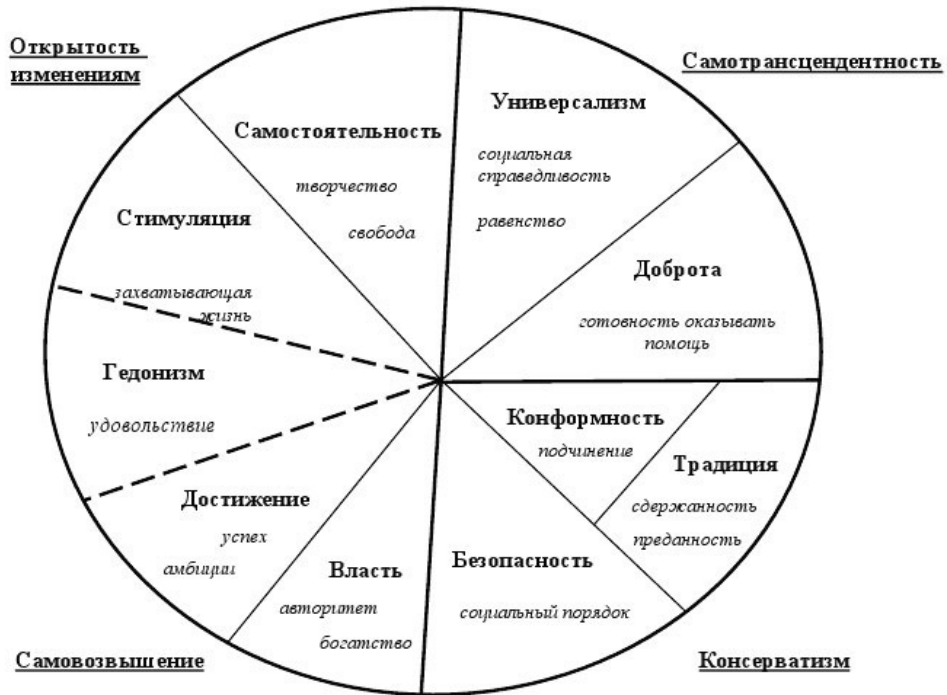 Открытость
изменениям
Самотрансцендентность
Универсализм
Самостоятельность
социальная
справедливость
творчество
равенство
Стимуляция
свобода
Доброта
захватывающая
жизнь
готовность оказывать
помощь
Гедонизм
удовольствие
Конформность
подчинение
Традиция
сдержанность
преданность
Достижение
успех
амбиции
Власть
авторитет
богатство
Безопасность
социальный порядок
Самовозвышение
Консерватизм